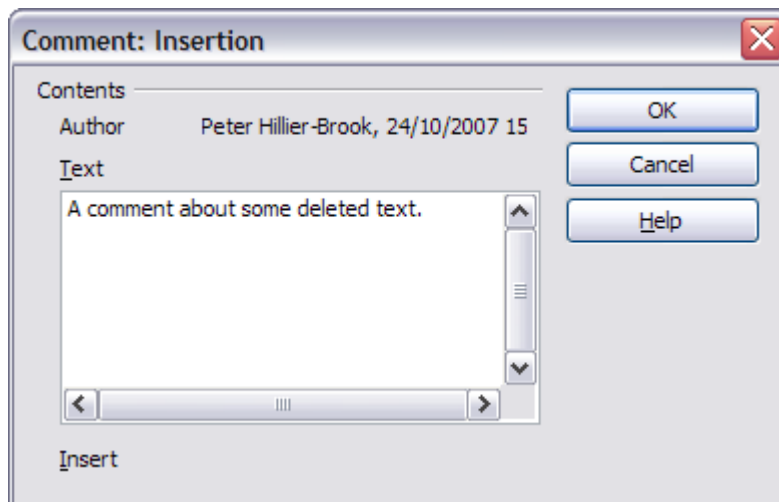 Comment: Insertion
Contents
Author Peter Hillier-Brook, 24/10/2007 15
Text
A comment about some deleted text.
Insert
OK
Cancel
Help